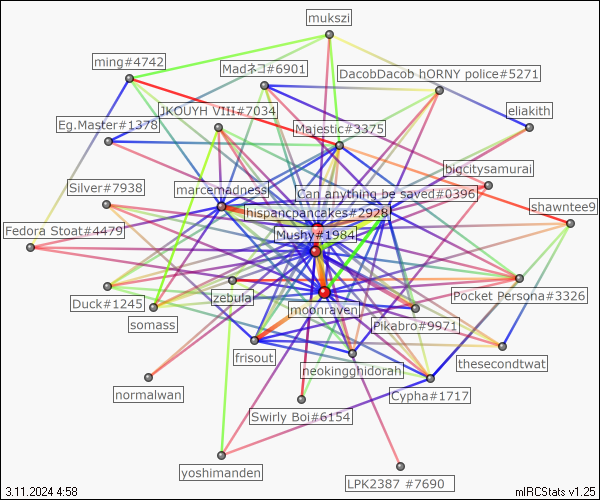 mukszi
ming#4742
Madネコ#6901
DacobDacob hORNY police#5271
JKOUYH VIII#7034
eliakith
Eg.Master#1378
Majestic#3375
bigcitysamurai
Silver#7938
marcemadness
Can anything be saved#0396
shawntee9
hispancpancakes#2928
Fedora Stoat#4479
Mushy#1984
Duck#1245
zebula
Pocket Persona#3326
somass
moonraven
Pikabro#9971
frisout
neokingghidorah
thesecondtwat
normalwan
Cypha#1717
Swirly Boi#6154
yoshimanden
LPK2387 #7690
3.11.2024 4:58
mIRCStats v1.25